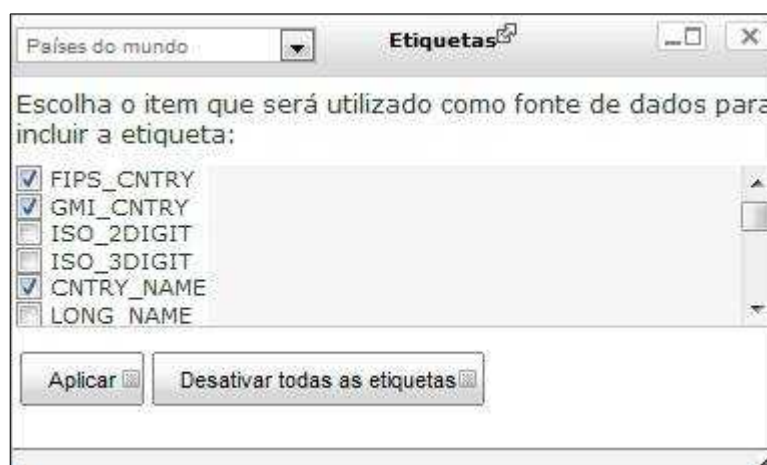 Países do mundo
Etiquetas
Escolha o item que será utilizado como fonte de dados para
incluir a etiqueta:
FIPS_CNTRY
GMI_CNTRY
ISO_2DIGIT
ISO_3DIGIT
CNTRY_NAME
LONG_NAME
Aplicar
Desativar todas as etiquetas